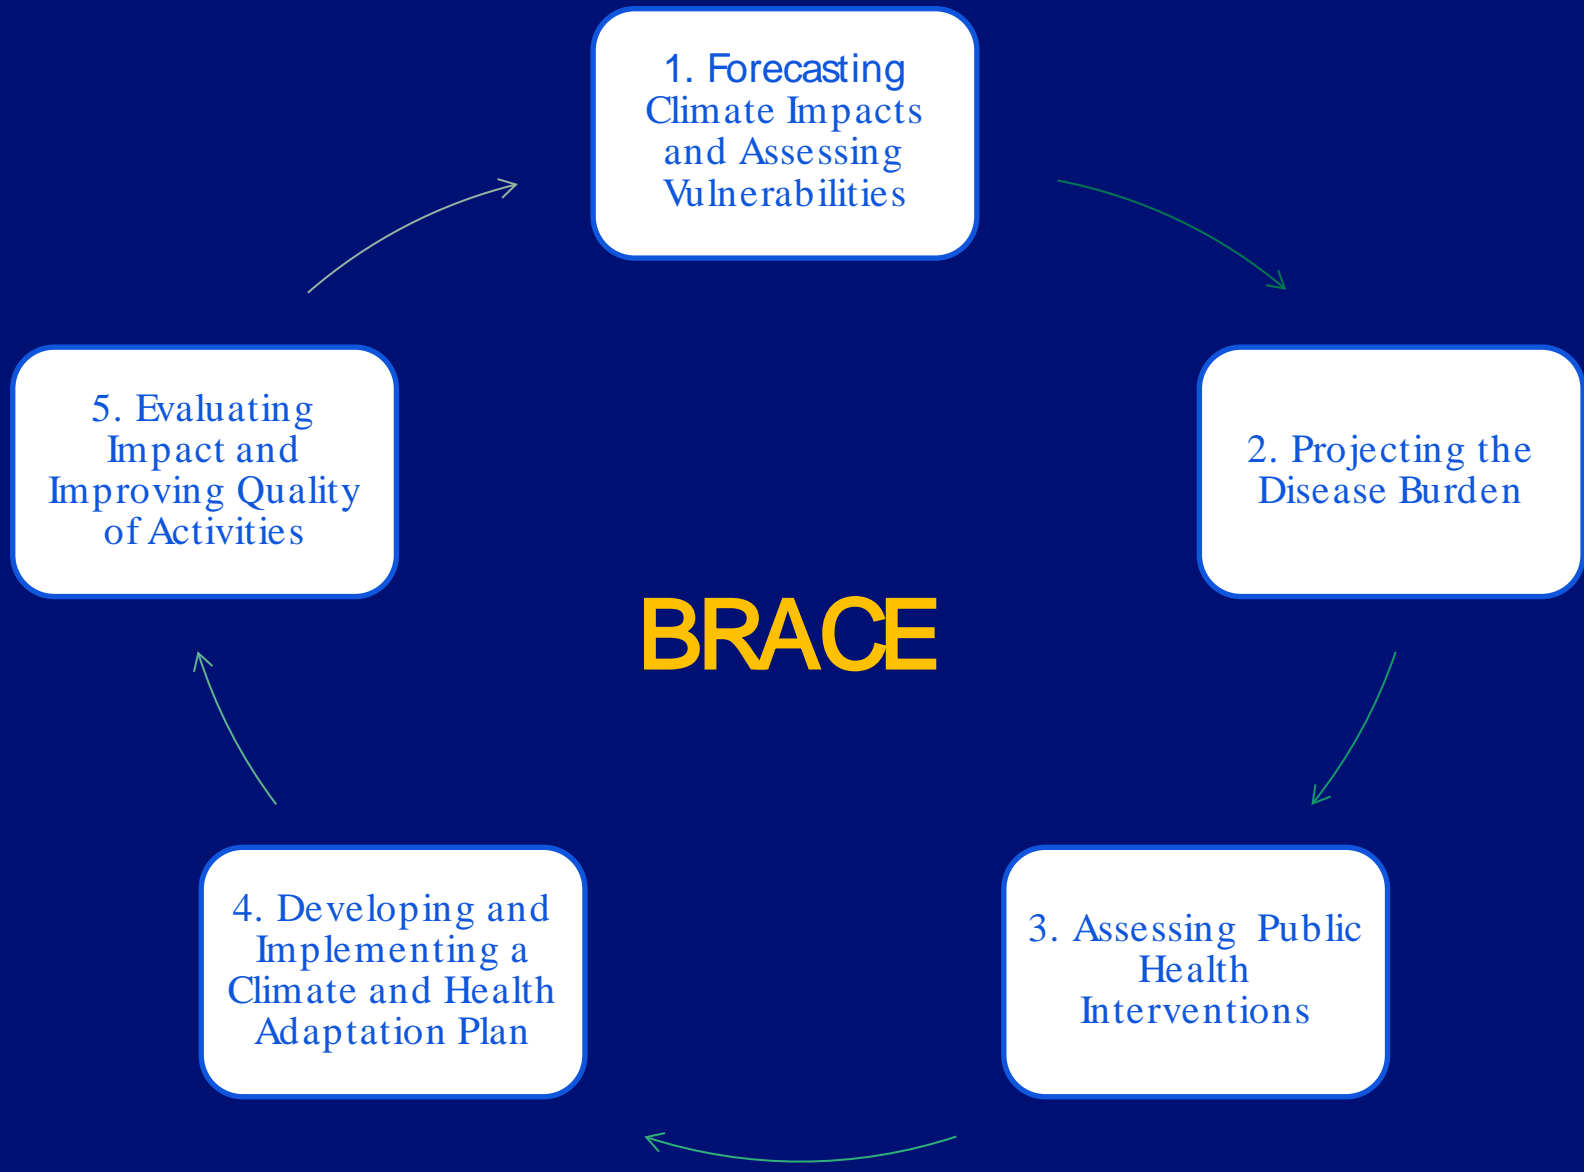 1. Forecasting
Climate Impacts
and Assessing
Vulnerabilities
2. Projecting the
Disease Burden
3. Assessing Public
Health
Interventions
4. Developing and
Implementing a
Climate and Health
Adaptation Plan
5. Evaluating
Impact and
Improving Quality
of Activities
BRACE